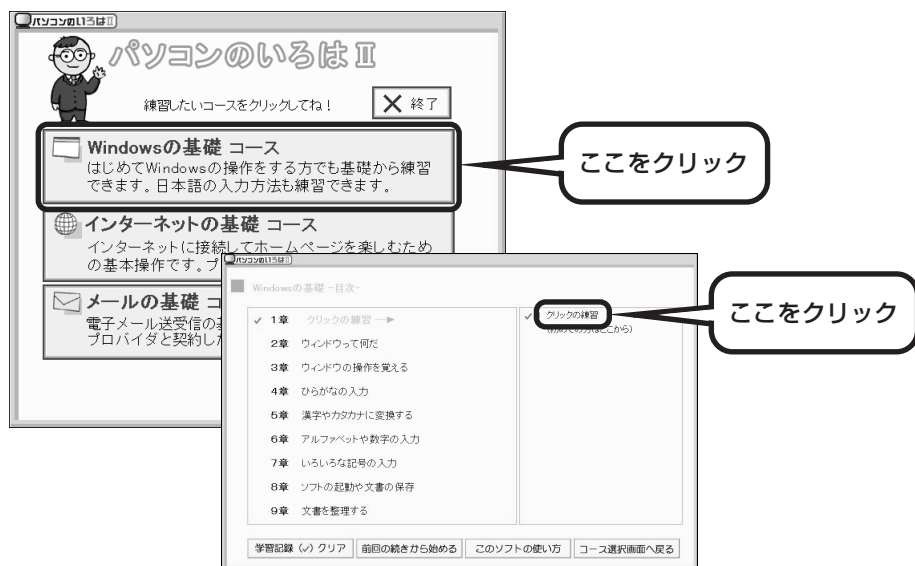 パソコンのいろはⅡ
パソコンのいろはⅡ
練習したいコースをクリックしてね！
✕ 終了
Windowsの基礎 コース
はじめてWindowsの操作をする方でも基礎から練習
できます。日本語の入力方法も練習できます。
ここをクリック
インターネットの基礎 コース
インターネットに接続してホームページを楽しむため
の基本操作です。プ
メールの基礎 コ
電子メール送受信の
プロバイダと契約した
パソコンのいろはⅡ
Windowsの基礎 -目次-
✓ 1章 クリックの練習 →
2章 ウィンドウって何だ
3章 ウィンドウの操作を覚える
4章 ひらがなの入力
5章 漢字やカタカナに変換する
6章 アルファベットや数字の入力
7章 いろいろな記号の入力
8章 ソフトの起動や文書の保存
9章 文書を整理する
✓ クリックの練習
(初めての方はここから)
ここをクリック
学習記録 (✓) クリア
前回の続きから始める
このソフトの使い方
コース選択画面へ戻る